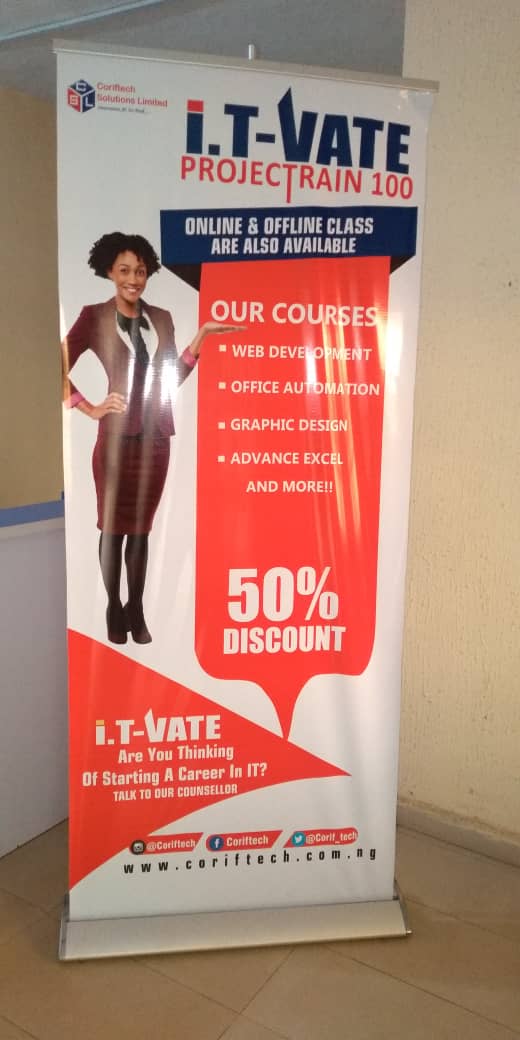 Coriftech
Solutions Limited
i.T-VATE
PROJECTRAIN 100
ONLINE & OFFLINE CLASS
ARE ALSO AVAILABLE
OUR COURSES
▪ WEB DEVELOPMENT
▪ OFFICE AUTOMATION
▪ GRAPHIC DESIGN
▪ ADVANCE EXCEL
AND MORE!!
50%
DISCOUNT
i.T-VATE
Are You Thinking
Of Starting A Career In IT?
TALK TO OUR COUNSELLOR
@Coriftech Coriftech @Corif_tech
www.coriftech.com.ng